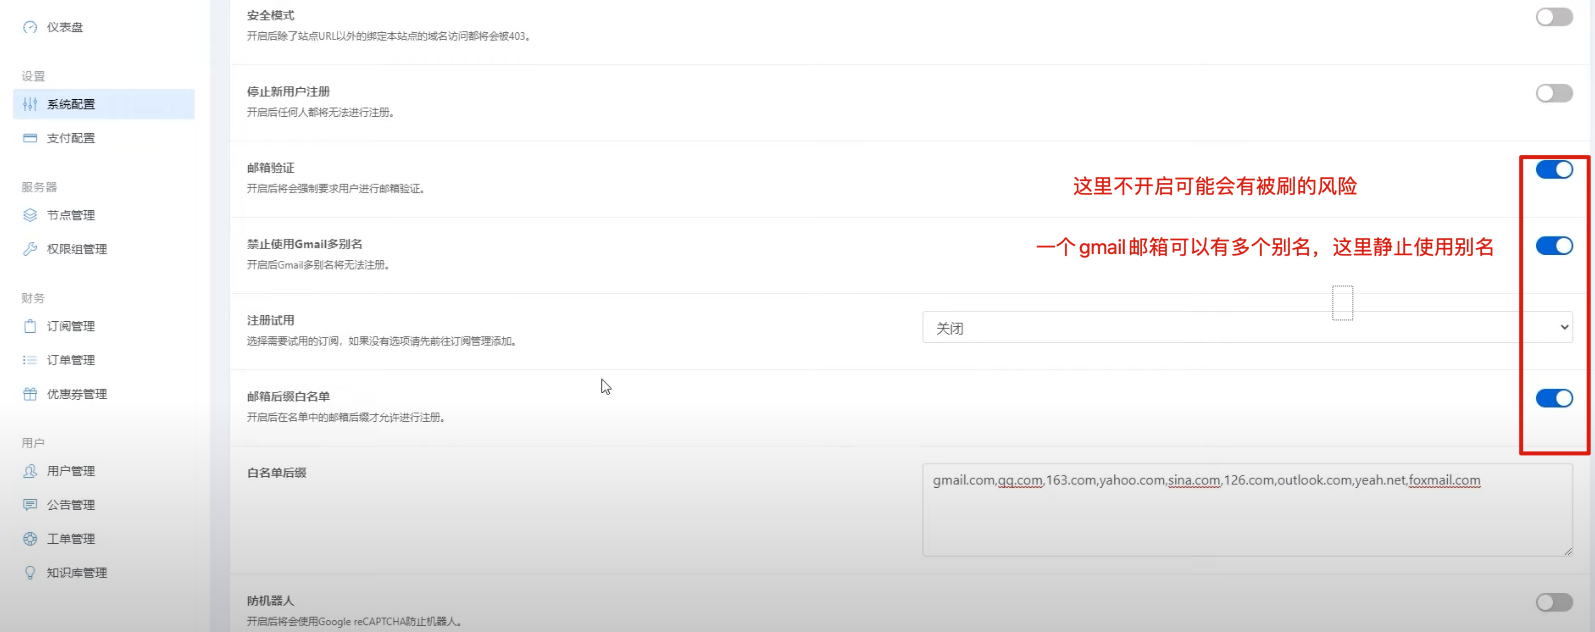 仪表盘
设置
系统配置
支付配置
服务器
节点管理
权限组管理
财务
订阅管理
订单管理
优惠券管理
用户
用户管理
公告管理
工单管理
知识库管理
安全模式
开启后除了站点URL以外的绑定本站点的域名访问都将会被403。
停止新用户注册
开启后任何人都将无法进行注册。
邮箱验证
开启后将会强制要求用户进行邮箱验证。
这里不开启可能会有被刷的风险
禁止使用Gmail多别名
开启后Gmail多别名将无法注册。
一个gmail邮箱可以有多个别名，这里静止使用别名
注册试用
选择需要试用的订阅，如果没有选项请先前往订阅管理添加。
关闭
邮箱后缀白名单
开启后在名单中的邮箱后缀才允许进行注册。
白名单后缀
gmail.com,qq.com,163.com,yahoo.com,sina.com,126.com,outlook.com,yeah.net,foxmail.com
防机器人
开启后将会使用Google reCAPTCHA防止机器人。